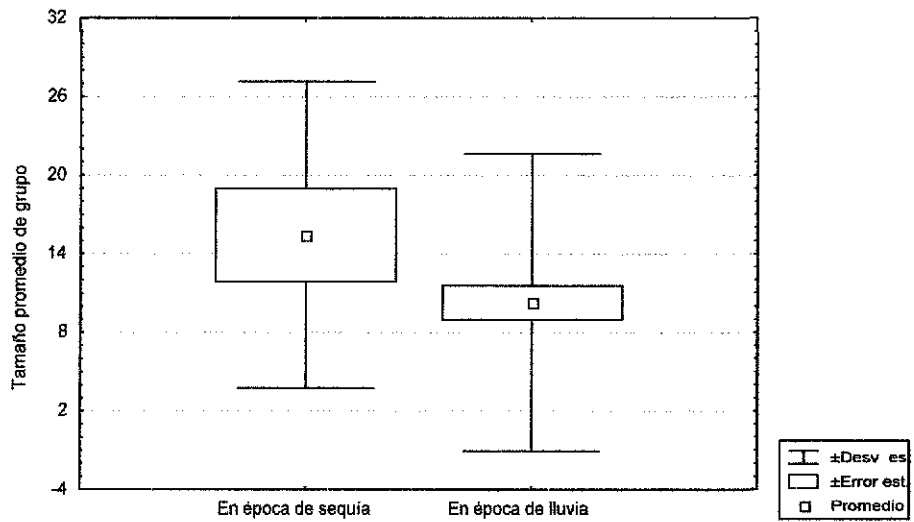 32
26
20
14
8
2
-4
Tamaño promedio de grupo
En época de sequía
En época de lluvia
±Desv es
±Error est.
Promedio